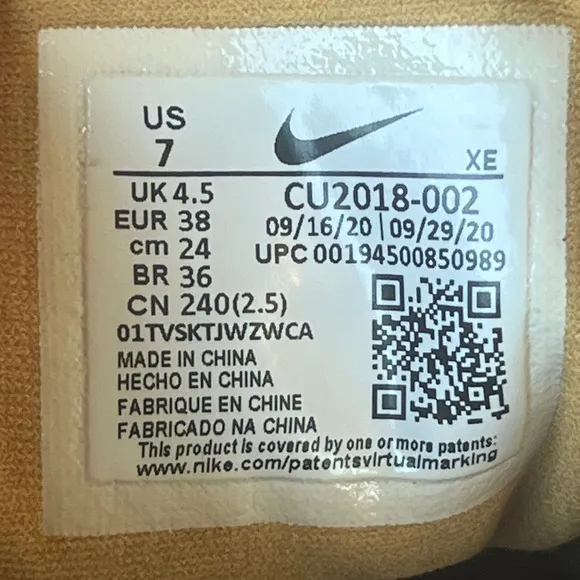 US
7
XE
UK 4.5
EUR 38
cm 24
BR 36
CN 240(2.5)
CU2018-002
09/16/20 | 09/29/20
UPC 00194500850989
01TVSKTJWZWCA
MADE IN CHINA
HECHO EN CHINA
FABRIQUE EN CHINE
FABRICADO NA CHINA
This product is covered by one or more patents:
www.nike.com/patentsvirtualmarking